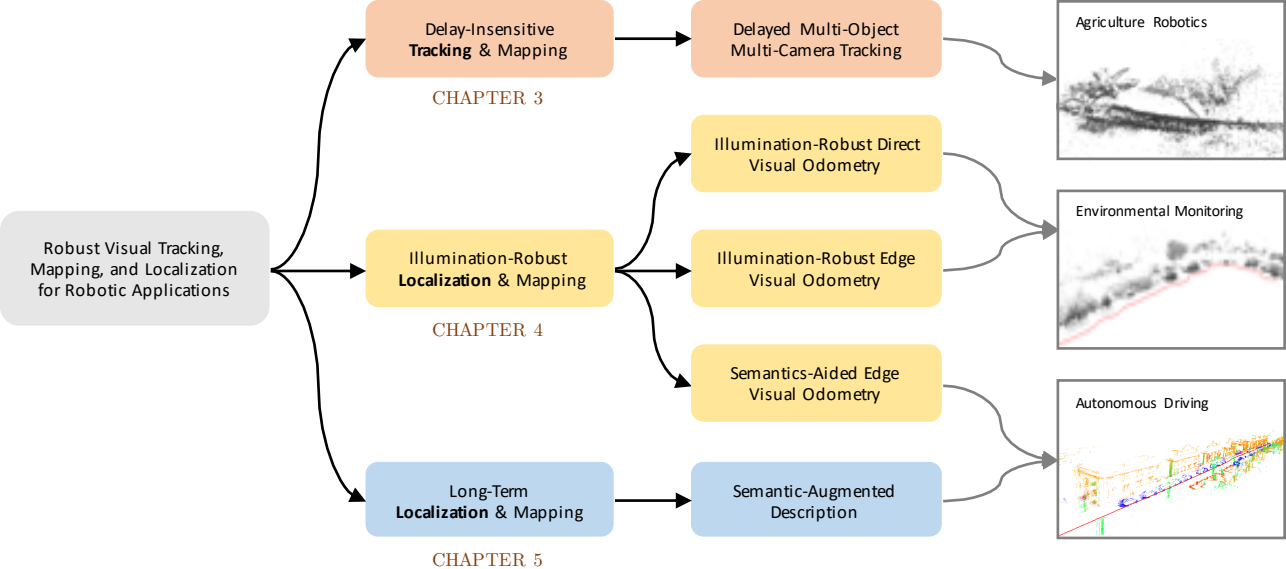 Robust Visual Tracking,
Mapping, and Localization
for Robotic Applications
Delay-Insensitive
Tracking & Mapping
CHAPTER 3
Delayed Multi-Object
Multi-Camera Tracking
Agriculture Robotics
Illumination-Robust
Localization & Mapping
CHAPTER 4
Illumination-Robust Direct
Visual Odometry
Illumination-Robust Edge
Visual Odometry
Semantics-Aided Edge
Visual Odometry
Environmental Monitoring
Long-Term
Localization & Mapping
CHAPTER 5
Semantic-Augmented
Description
Autonomous Driving